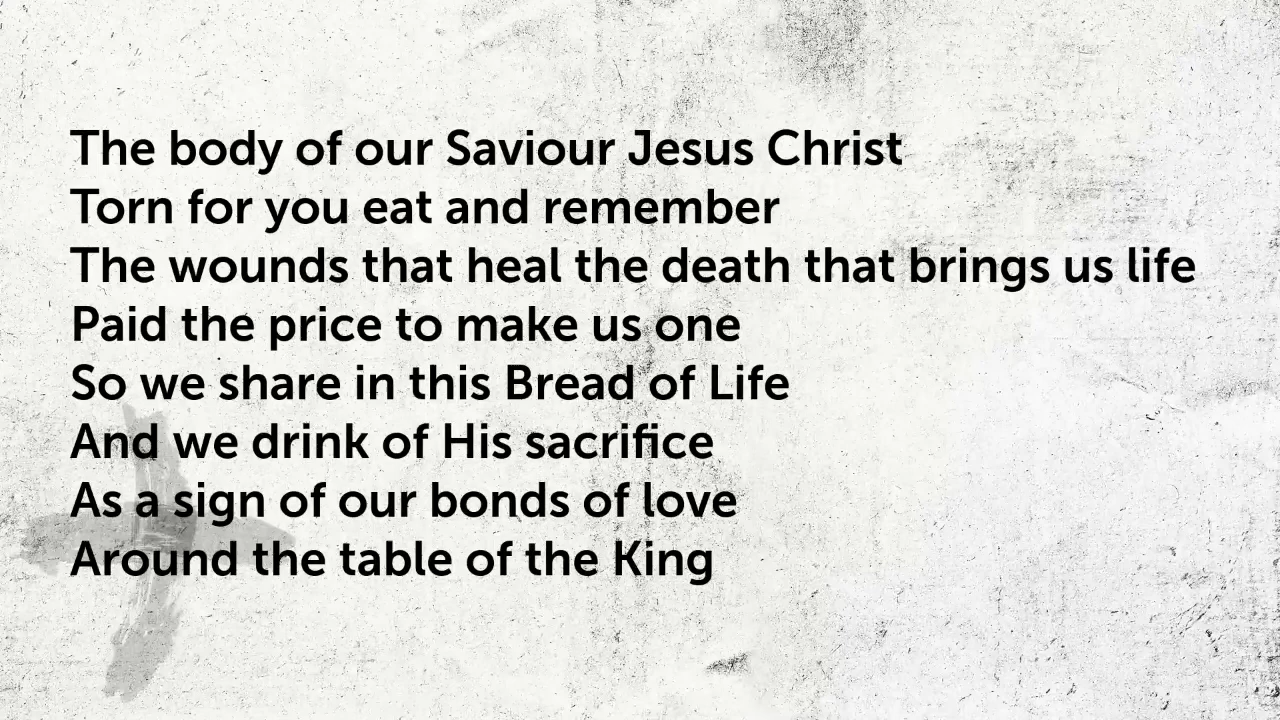 The body of our Saviour Jesus Christ
Torn for you eat and remember
The wounds that heal the death that brings us life
Paid the price to make us one
So we share in this Bread of Life
And we drink of His sacrifice
As a sign of our bonds of love
Around the table of the King